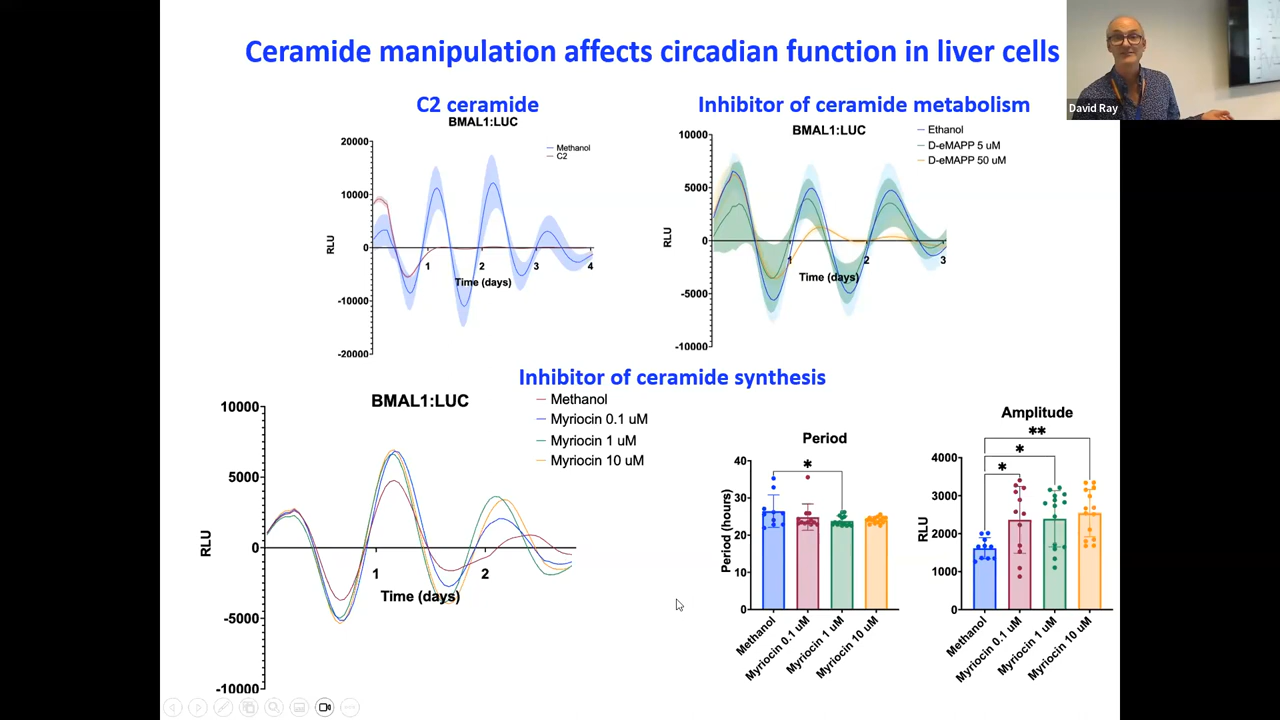 Ceramide manipulation affects circadian function in liver cells
David Ray
C2 ceramide
BMAL1:LUC
20000
10000
0
-10000
-20000
RLU
1
2
3
4
Time (days)
Methanol
C2
Inhibitor of ceramide metabolism
BMAL1:LUC
10000
5000
0
-5000
-10000
RLU
1
2
3
Time (days)
Ethanol
D-eMAPP 5 uM
D-eMAPP 50 uM
Inhibitor of ceramide synthesis
BMAL1:LUC
10000
5000
0
-5000
-10000
RLU
1
2
Time (days)
Methanol
Myriocin 0.1 uM
Myriocin 1 uM
Myriocin 10 uM
Period
*
40
30
20
10
0
Period (hours)
Methanol
Myriocin 0.1 uM
Myriocin 1 uM
Myriocin 10 uM
Amplitude
**
*
*
4000
3000
2000
1000
0
RLU
Methanol
Myriocin 0.1 uM
Myriocin 1 uM
Myriocin 10 uM